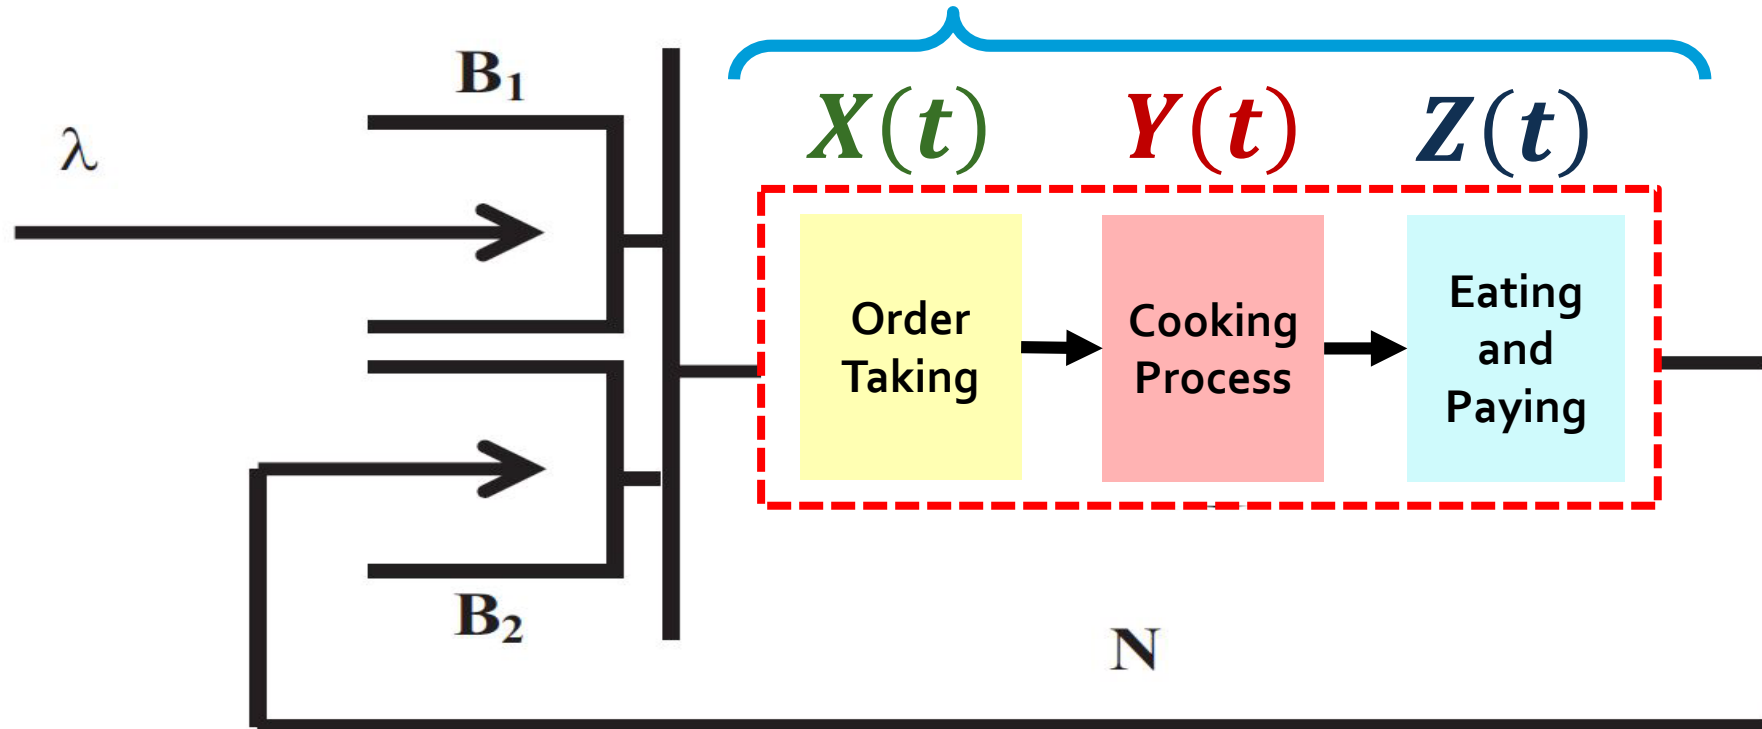 B₁
λ
X(t)
Y(t)
Z(t)
Order
Taking
Cooking
Process
Eating
and
Paying
B₂
N